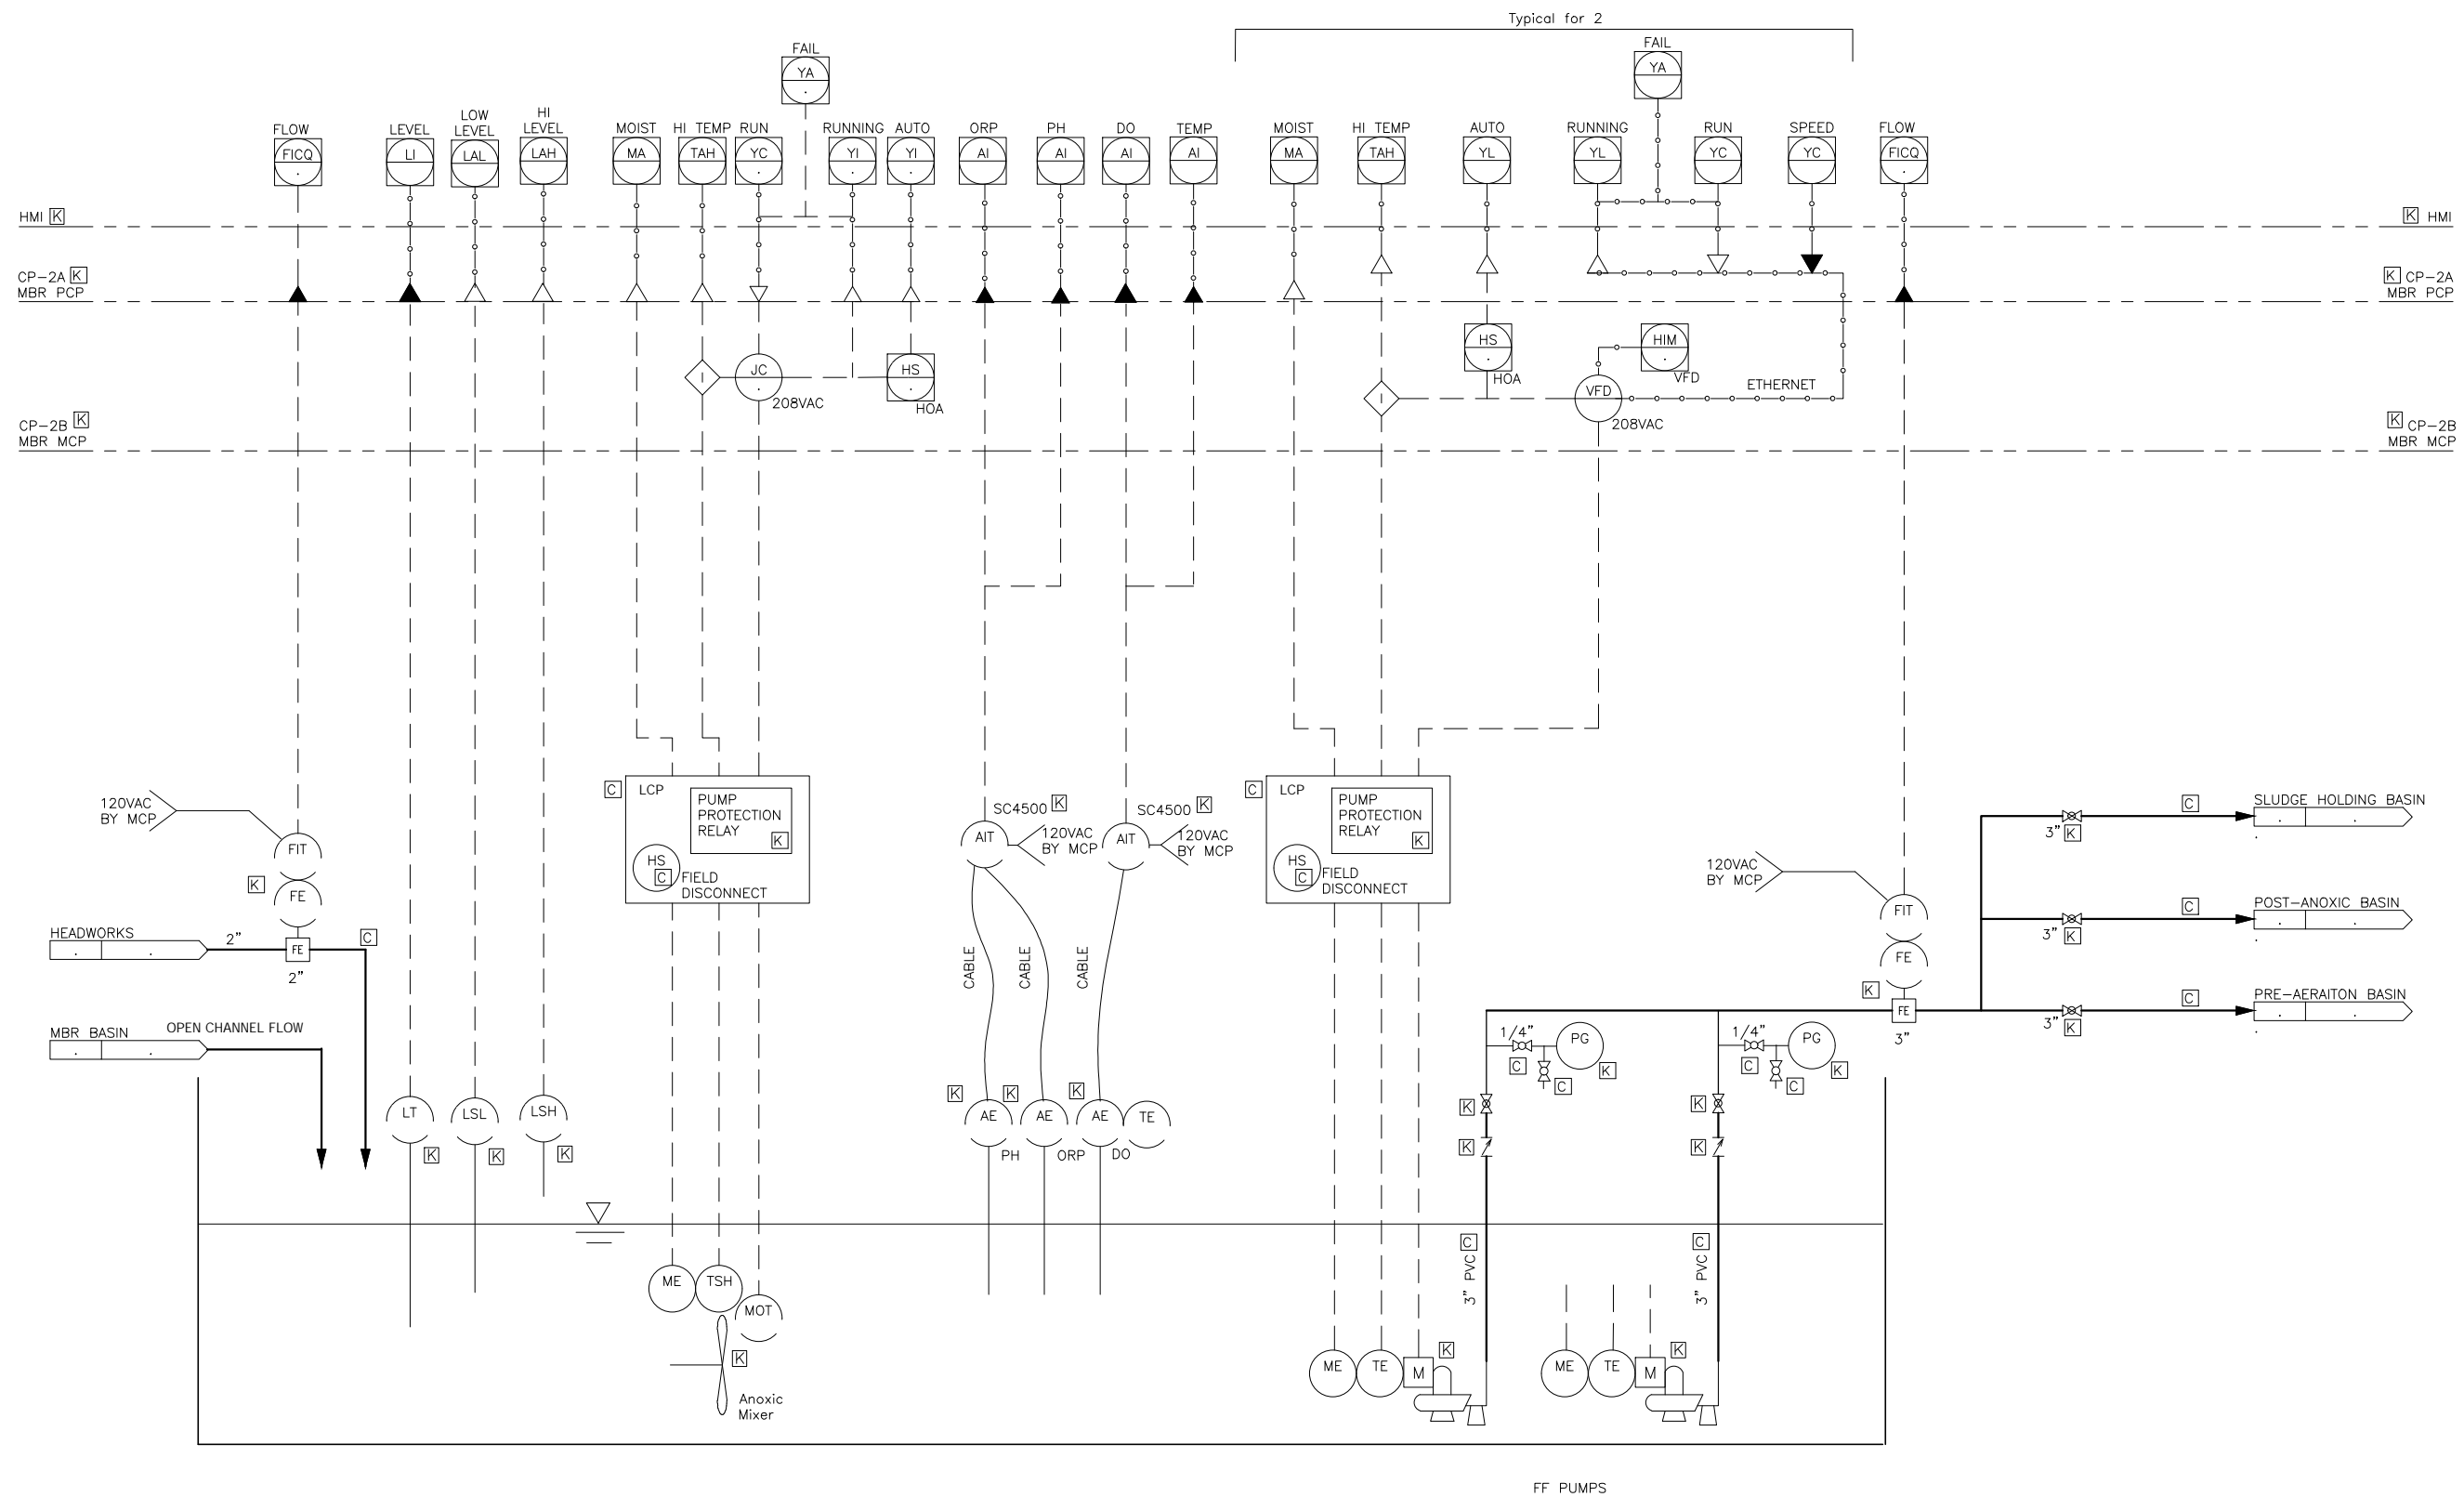 Typical for 2
FAIL
YA
FAIL
YA
FLOW
FICQ
LEVEL
LI
LOW
LEVEL
LAL
HI
LEVEL
LAH
MOIST
MA
HI TEMP
TAH
RUN
YC
RUNNING
YI
AUTO
YI
ORP
AI
PH
AI
DO
AI
TEMP
AI
MOIST
MA
HI TEMP
TAH
AUTO
YL
RUNNING
YL
RUN
YC
SPEED
YC
FLOW
FICQ
HMI K
K HMI
CP-2A K
MBR PCP
K CP-2A
MBR PCP
I
JC
208VAC
HS
HOA
HS
HOA
HIM
VFD
I
VFD
208VAC
ETHERNET
CP-2B K
MBR MCP
K CP-2B
MBR MCP
120VAC
BY MCP
FIT
K
FE
C
LCP
PUMP
PROTECTION
RELAY
K
HS
C
FIELD
DISCONNECT
SC4500 K
AIT
120VAC
BY MCP
SC4500 K
AIT
120VAC
BY MCP
C
LCP
PUMP
PROTECTION
RELAY
K
HS
C
FIELD
DISCONNECT
120VAC
BY MCP
FIT
FE
K
FE
3"
C
SLUDGE HOLDING BASIN
3" K
C
POST-ANOXIC BASIN
3" K
C
PRE-AERAITON BASIN
3" K
HEADWORKS
2"
FE
2"
C
MBR BASIN
OPEN CHANNEL FLOW
CABLE
CABLE
CABLE
1/4"
PG
C
C
K
1/4"
PG
C
C
K
LT
K
LSL
K
LSH
K
K
AE
PH
K
AE
ORP
K
AE
DO
TE
K
K
K
K
3" PVC C
3" PVC C
ME
TSH
MOT
K
Anoxic
Mixer
ME
TE
M
K
ME
TE
M
K
FF PUMPS